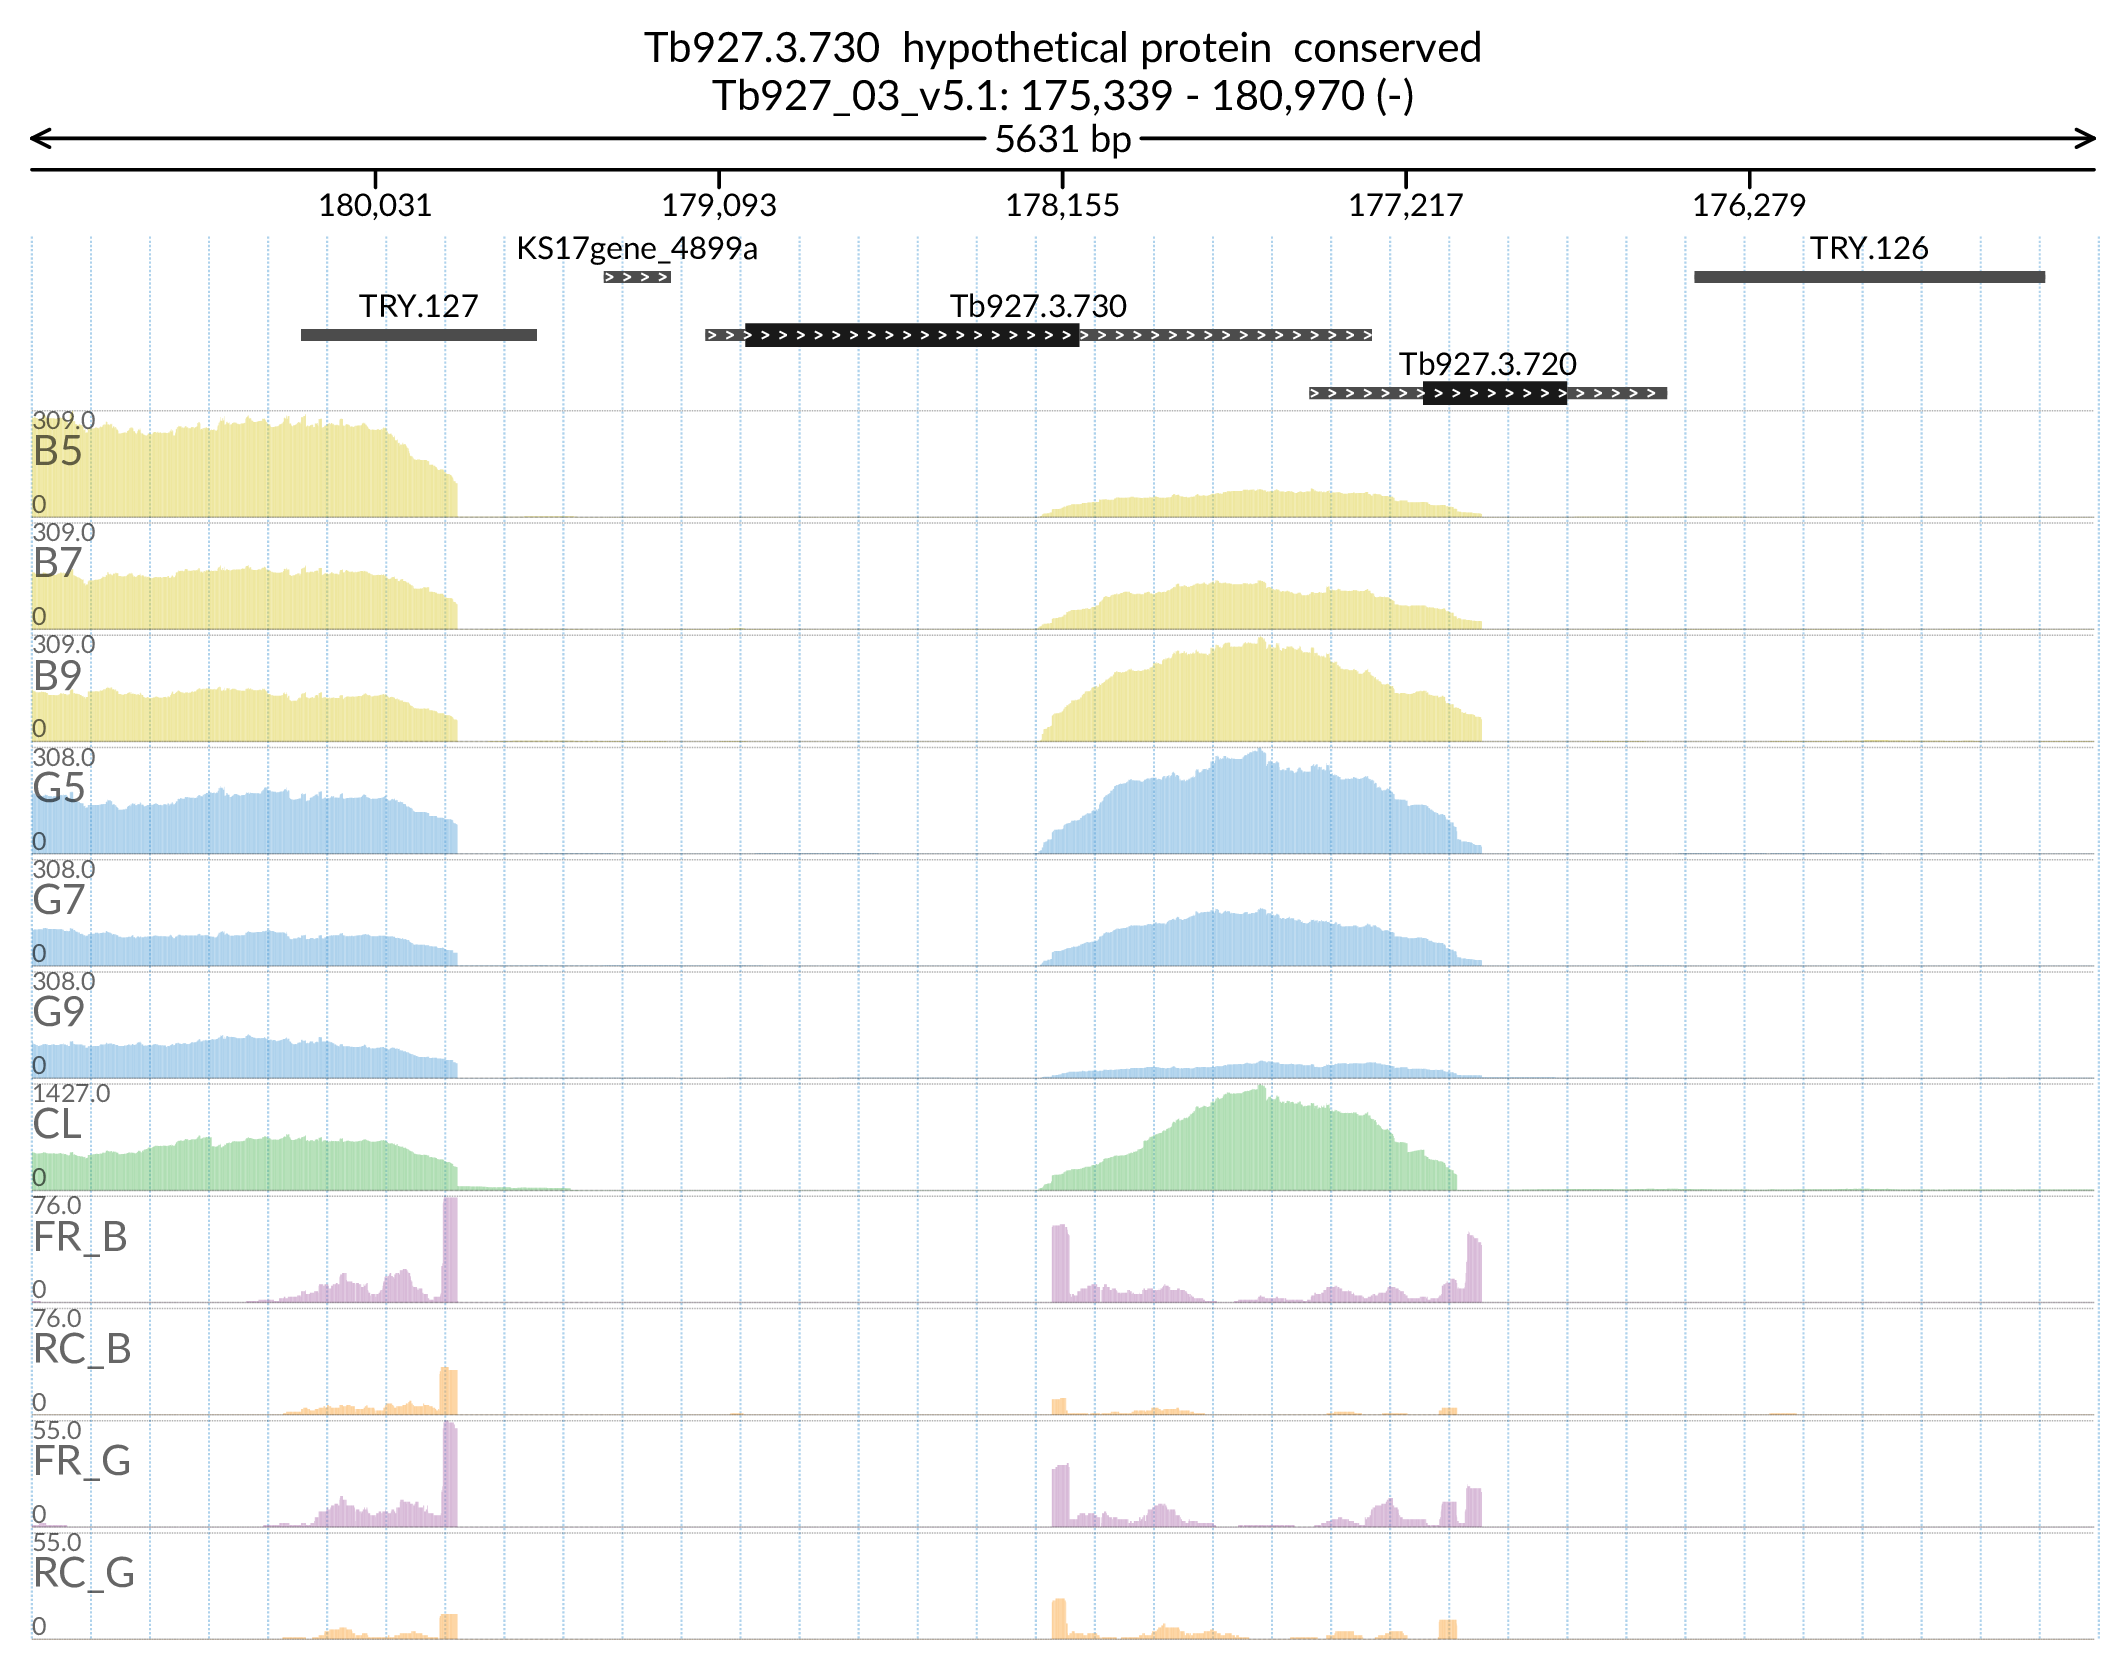 Tb927.3.730 hypothetical protein conserved
Tb927_03_v5.1: 175,339 - 180,970 (-)
5631 bp
180,031 179,093 178,155 177,217 176,279
KS17gene_4899a TRY.126
TRY.127 Tb927.3.730
Tb927.3.720
309.0
B5
0
309.0
B7
0
309.0
B9
0
308.0
G5
0
308.0
G7
0
308.0
G9
0
1427.0
CL
0
76.0
FR_B
0
76.0
RC_B
0
55.0
FR_G
0
55.0
RC_G
0